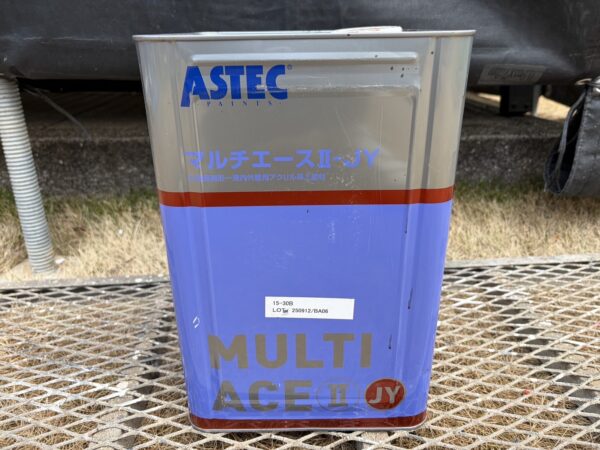 ASTEC®
PAINTS
マルチエースⅡ-JY
15-30B
LOT. 250912/BA06
MULTI
ACE Ⅱ JY